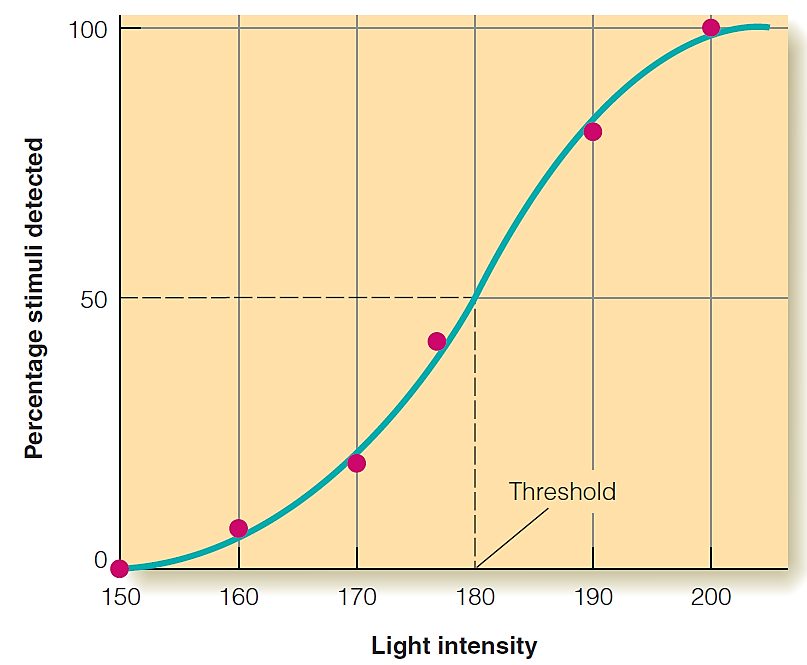 100
50
0
Percentage stimuli detected
Threshold
150 160 170 180 190 200
Light intensity